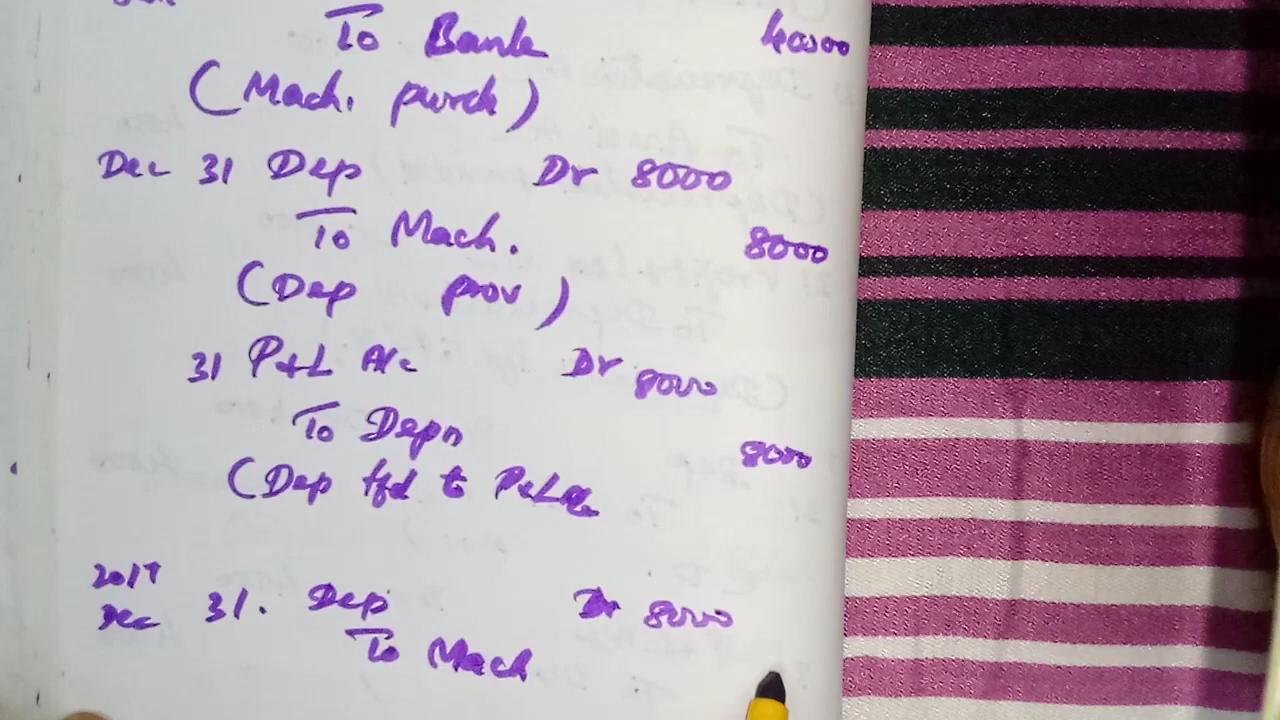 To Bank 40000
(Mach. purch)
Dec 31 Dep Dr 8000
To Mach. 8000
(Dep prov)
31 P&L A/c Dr 8000
To Depn 8000
(Dep tfd to P&L a/c
2017
Dec 31. Dep Dr 8000
To Mach